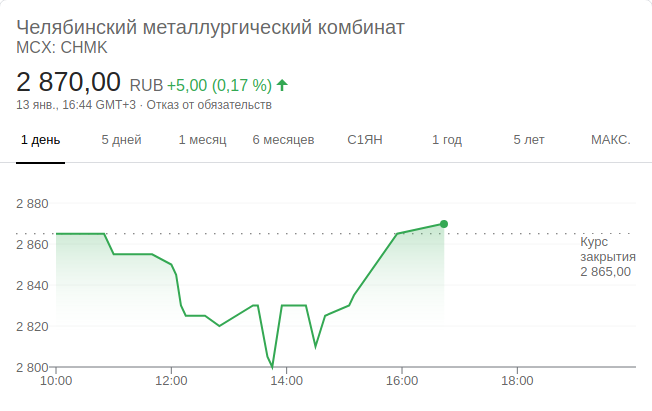 Челябинский металлургический комбинат
MCX: CHMK
2 870,00 RUB +5,00 (0,17 %)
13 янв., 16:44 GMT+3 · Отказ от обязательств
1 день 5 дней 1 месяц 6 месяцев С1ЯН 1 год 5 лет МАКС.
2 880
2 860
2 840
2 820
2 800
Курс
закрытия
2 865,00
10:00 12:00 14:00 16:00 18:00